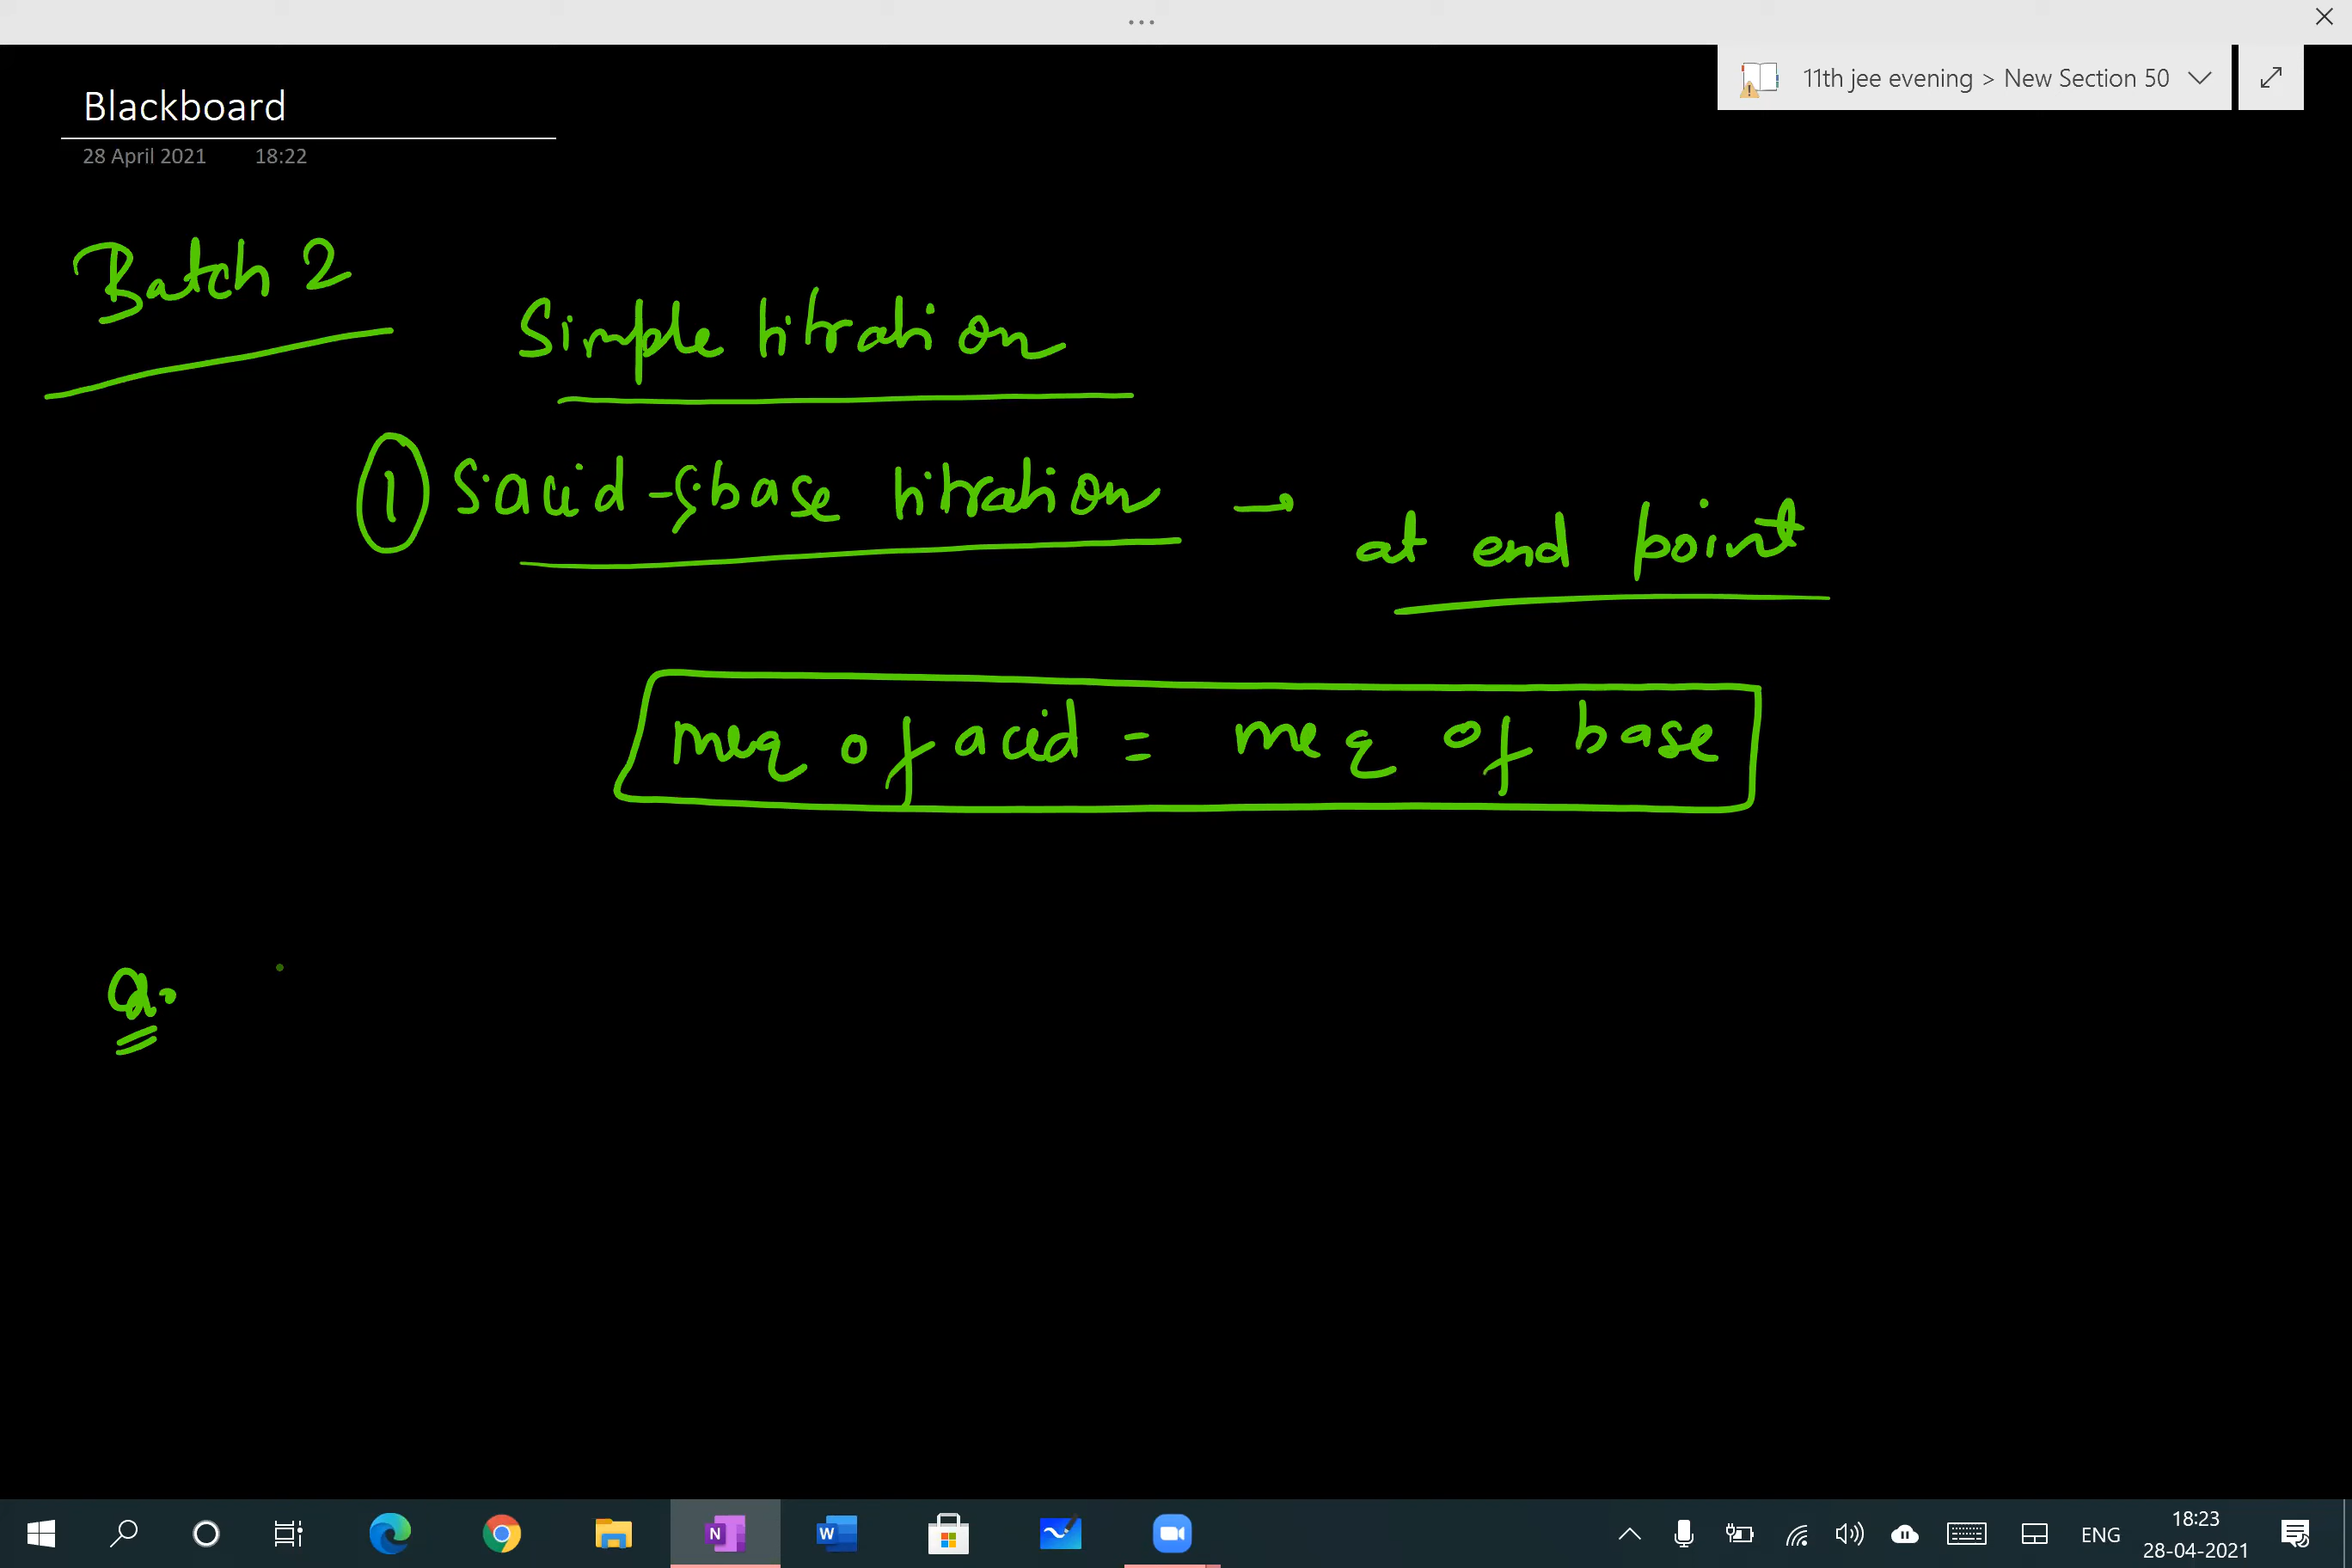 11th jee evening > New Section 50
Blackboard
28 April 2021 18:22
Batch 2
Simple titration
① S.acid - S.base titration → at end point
meq of acid = meq of base
Q.
N
W
ENG
18:23
28-04-2021